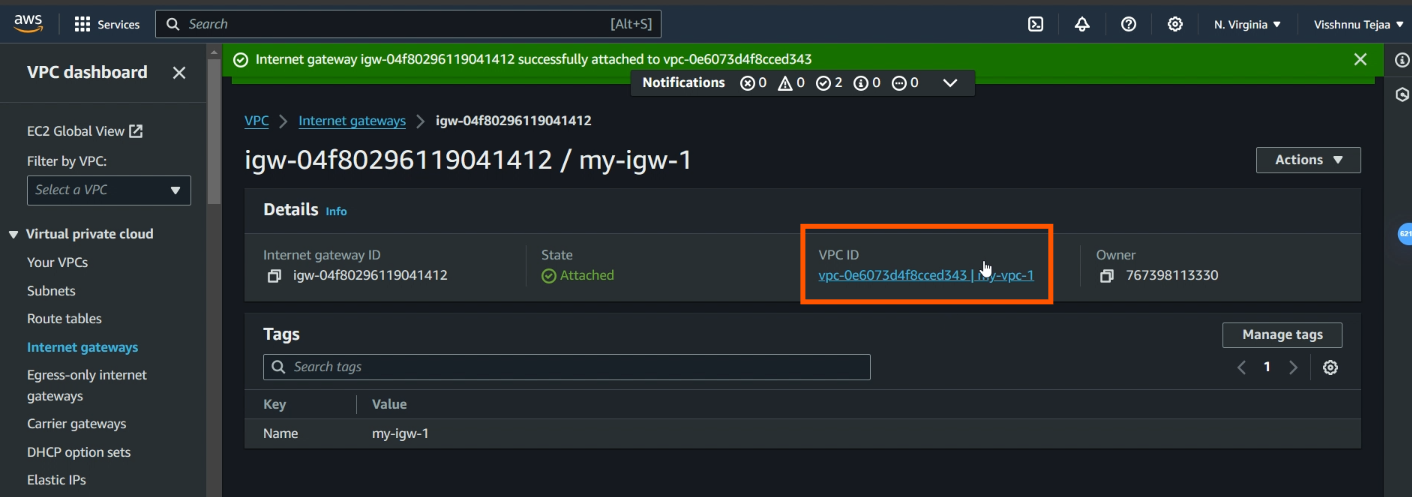 aws
Services
Search [Alt+S]
N. Virginia
Visshnnu Tejaa
VPC dashboard
EC2 Global View
Filter by VPC:
Select a VPC
Virtual private cloud
Your VPCs
Subnets
Route tables
Internet gateways
Egress-only internet
gateways
Carrier gateways
DHCP option sets
Elastic IPs
Internet gateway igw-04f80296119041412 successfully attached to vpc-0e6073d4f8cced343
Notifications 0 0 2 0 0
VPC > Internet gateways > igw-04f80296119041412
igw-04f80296119041412 / my-igw-1
Actions
Details Info
Internet gateway ID
igw-04f80296119041412
State
Attached
VPC ID
vpc-0e6073d4f8cced343 | my-vpc-1
Owner
767398113330
Tags
Manage tags
Search tags
1
Key Value
Name my-igw-1
621